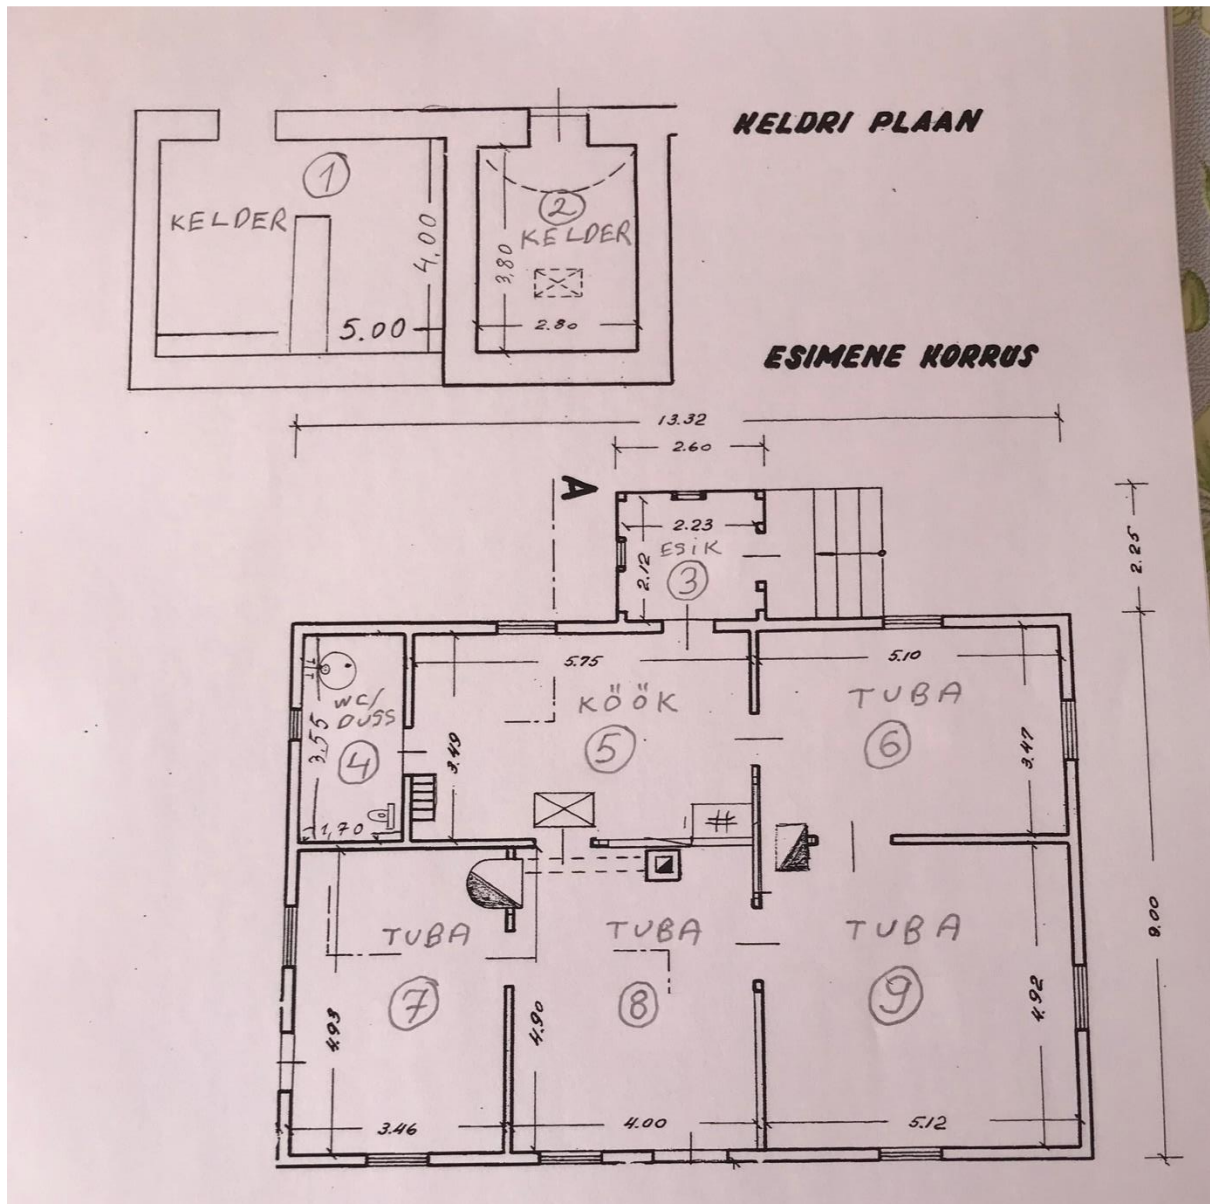 KELDRI PLAAN
1
KELDER
4,00
5.00
2
KELDER
3,80
2.80
ESIMENE KORRUS
13.32
2.60
A
2.23
ESIK
2.12
3
2.25
WC/
DUSS
3.55
4
1,70
5.75
KÖÖK
5
3.49
5.10
TUBA
6
3.47
9.00
TUBA
7
4.93
3.46
TUBA
8
4.90
4.00
TUBA
9
4.92
5.12